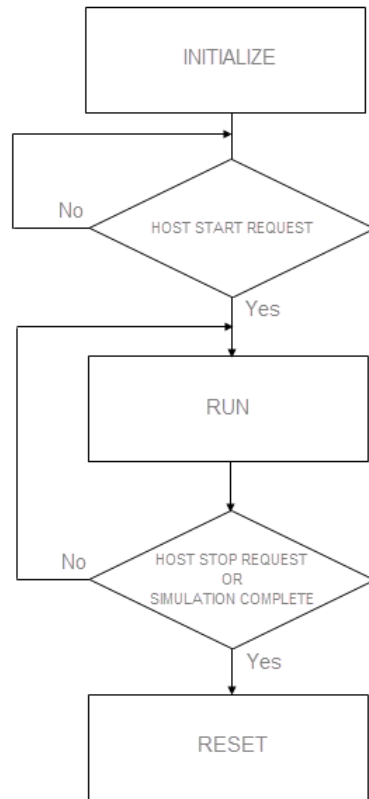 INITIALIZE
No
HOST START REQUEST
Yes
RUN
No
HOST STOP REQUEST
OR
SIMULATION COMPLETE
Yes
RESET